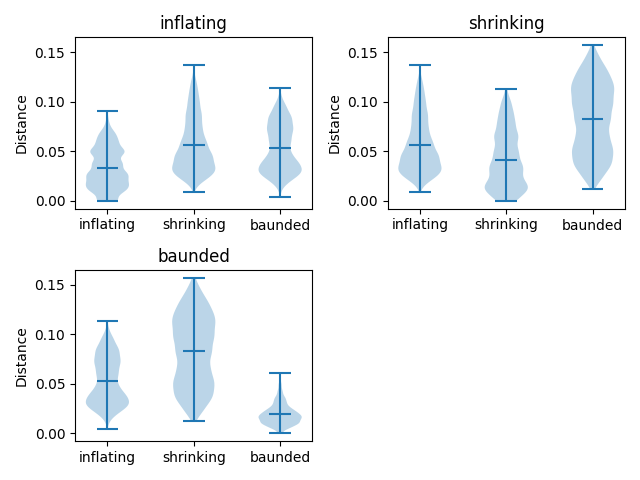 inflating
0.15
0.10
0.05
0.00
Distance
inflating shrinking baunded
shrinking
0.15
0.10
0.05
0.00
Distance
inflating shrinking baunded
baunded
0.15
0.10
0.05
0.00
Distance
inflating shrinking baunded